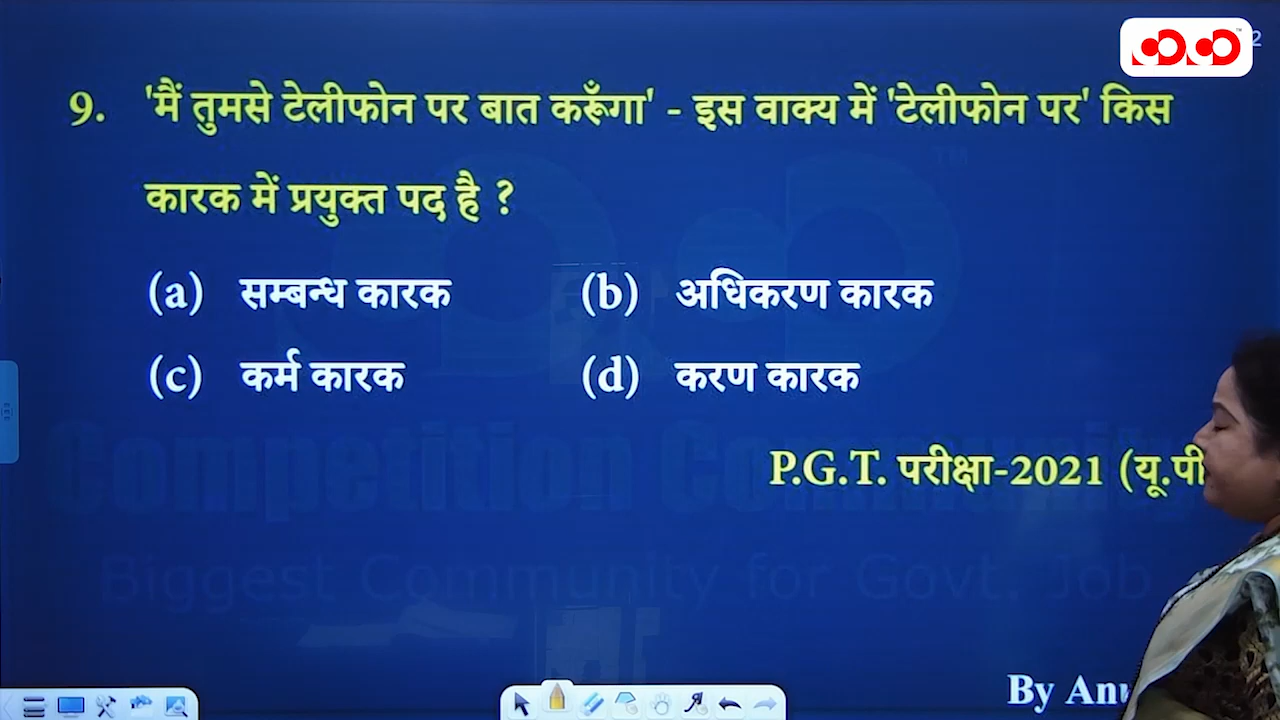 9. 'मैं तुमसे टेलीफोन पर बात करूँगा' - इस वाक्य में 'टेलीफोन पर' किस
कारक में प्रयुक्त पद है ?
(a) सम्बन्ध कारक (b) अधिकरण कारक
(c) कर्म कारक (d) करण कारक
P.G.T. परीक्षा-2021 (यू.पी
Competition Community
Biggest Community for Govt. Job
By